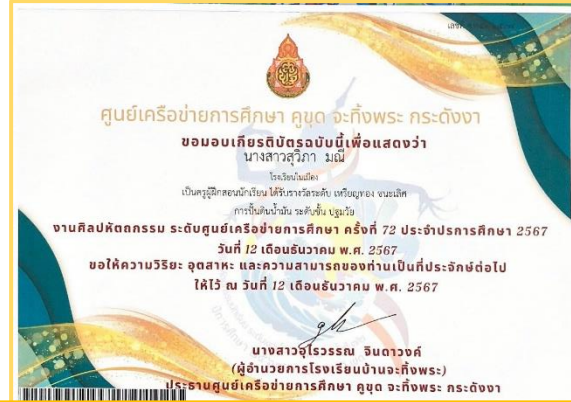 ศูนย์เครือข่ายการศึกษา คูขุด จะทิ้งพระ กระดังงา
ขอมอบเกียรติบัตรฉบับนี้เพื่อแสดงว่า
นางสาวสุวิภา มณี
โรงเรียนในเมือง
เป็นครูผู้ฝึกสอนนักเรียน ได้รับรางวัลระดับ เหรียญทอง ชนะเลิศ
การปั้นดินน้ำมัน ระดับชั้น ปฐมวัย
งานศิลปหัตถกรรม ระดับศูนย์เครือข่ายการศึกษา ครั้งที่ 72 ประจำปรการศึกษา 2567
วันที่ 12 เดือนธันวาคม พ.ศ. 2567
ขอให้ความวิริยะ อุตสาหะ และความสามารถของท่านเป็นที่ประจักษ์ต่อไป
ให้ไว้ ณ วันที่ 12 เดือนธันวาคม พ.ศ. 2567
นางสาวอุไรวรรณ จินดาวงค์
(ผู้อำนวยการโรงเรียนบ้านจะทิ้งพระ)
ประธานศูนย์เครือข่ายการศึกษา คูขุด จะทิ้งพระ กระดังงา